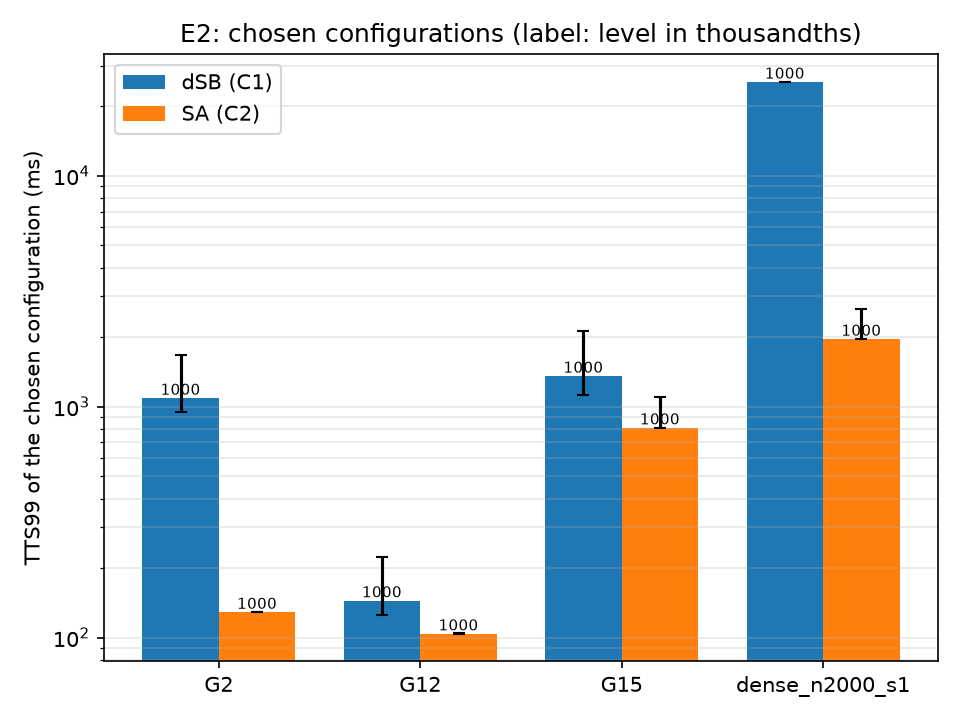 E2: chosen configurations (label: level in thousandths)
dSB (C1)
SA (C2)
TTS99 of the chosen configuration (ms)
10⁴
10³
10²
1000
1000
1000
1000
1000
1000
1000
1000
G2
G12
G15
dense_n2000_s1